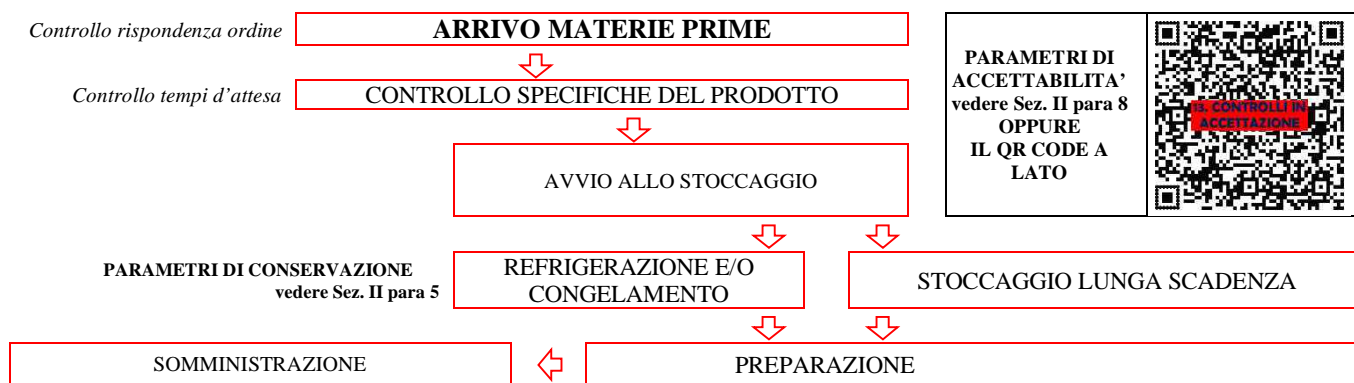 Controllo rispondenza ordine
ARRIVO MATERIE PRIME
Controllo tempi d'attesa
CONTROLLO SPECIFICHE DEL PRODOTTO
AVVIO ALLO STOCCAGGIO
PARAMETRI DI
ACCETTABILITA’
vedere Sez. II para 8
OPPURE
IL QR CODE A
LATO
13. CONTROLLI IN
ACCETTAZIONE
PARAMETRI DI CONSERVAZIONE
vedere Sez. II para 5
REFRIGERAZIONE E/O
CONGELAMENTO
STOCCAGGIO LUNGA SCADENZA
SOMMINISTRAZIONE
PREPARAZIONE